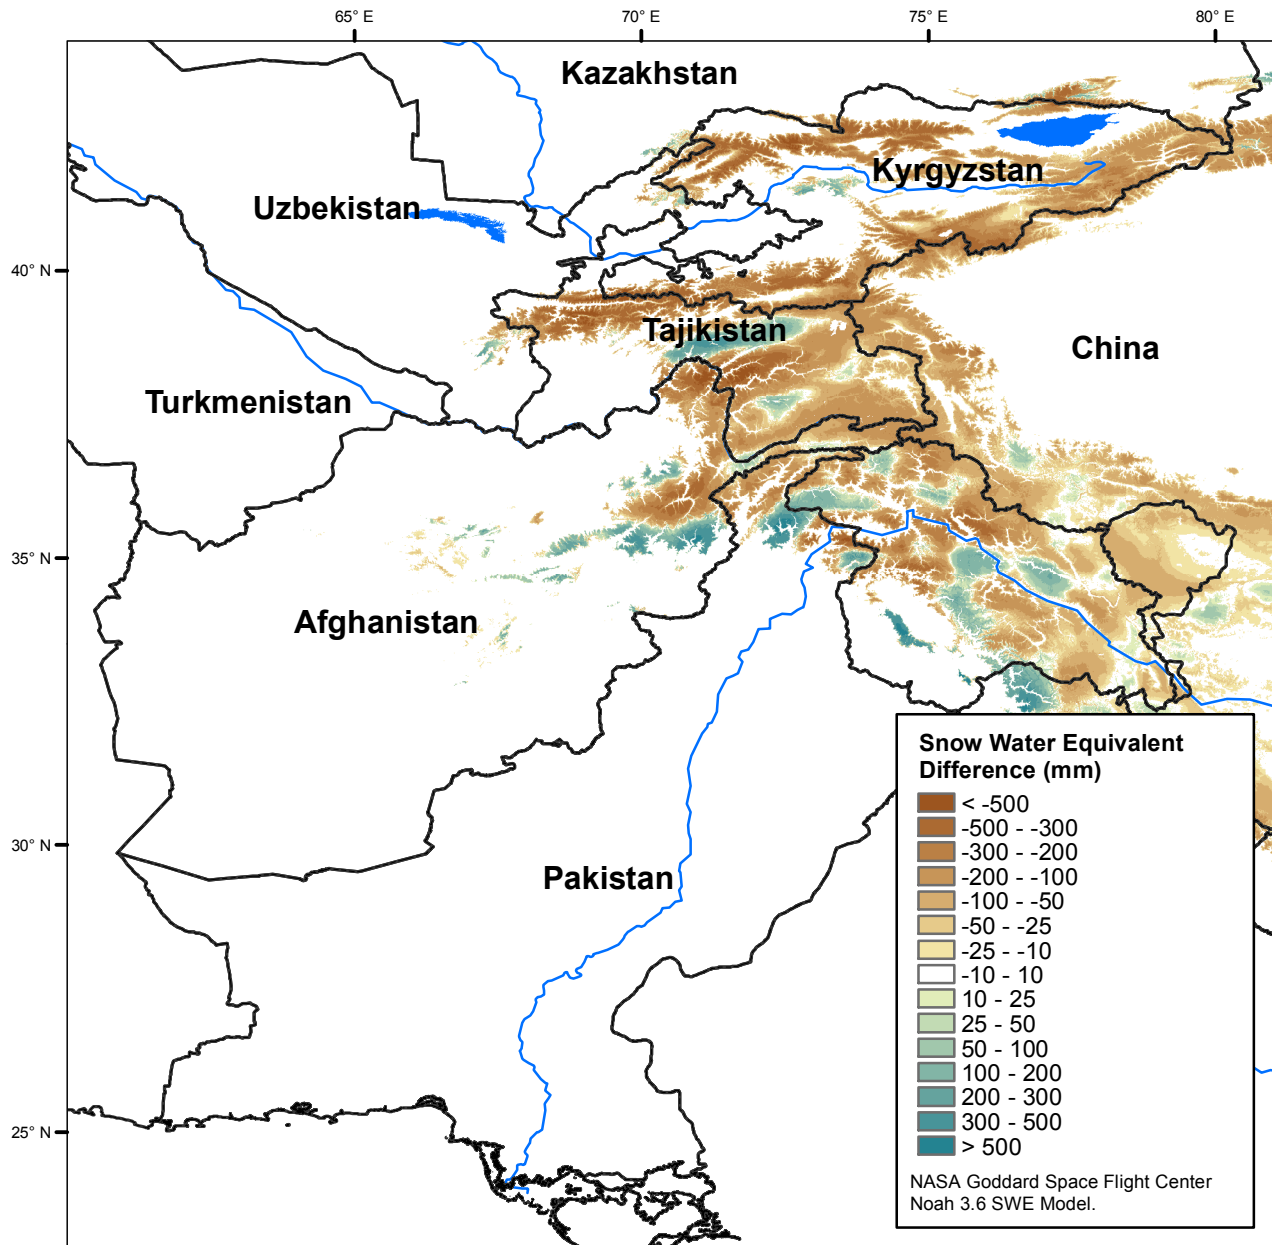 65° E 70° E 75° E 80° E
Kazakhstan
Kyrgyzstan
Uzbekistan
40° N
Tajikistan
China
Turkmenistan
35° N
Afghanistan
Snow Water Equivalent
Difference (mm)
< -500
-500 - -300
-300 - -200
-200 - -100
-100 - -50
-50 - -25
-25 - -10
-10 - 10
10 - 25
25 - 50
50 - 100
100 - 200
200 - 300
300 - 500
> 500
NASA Goddard Space Flight Center
Noah 3.6 SWE Model.
30° N
Pakistan
25° N